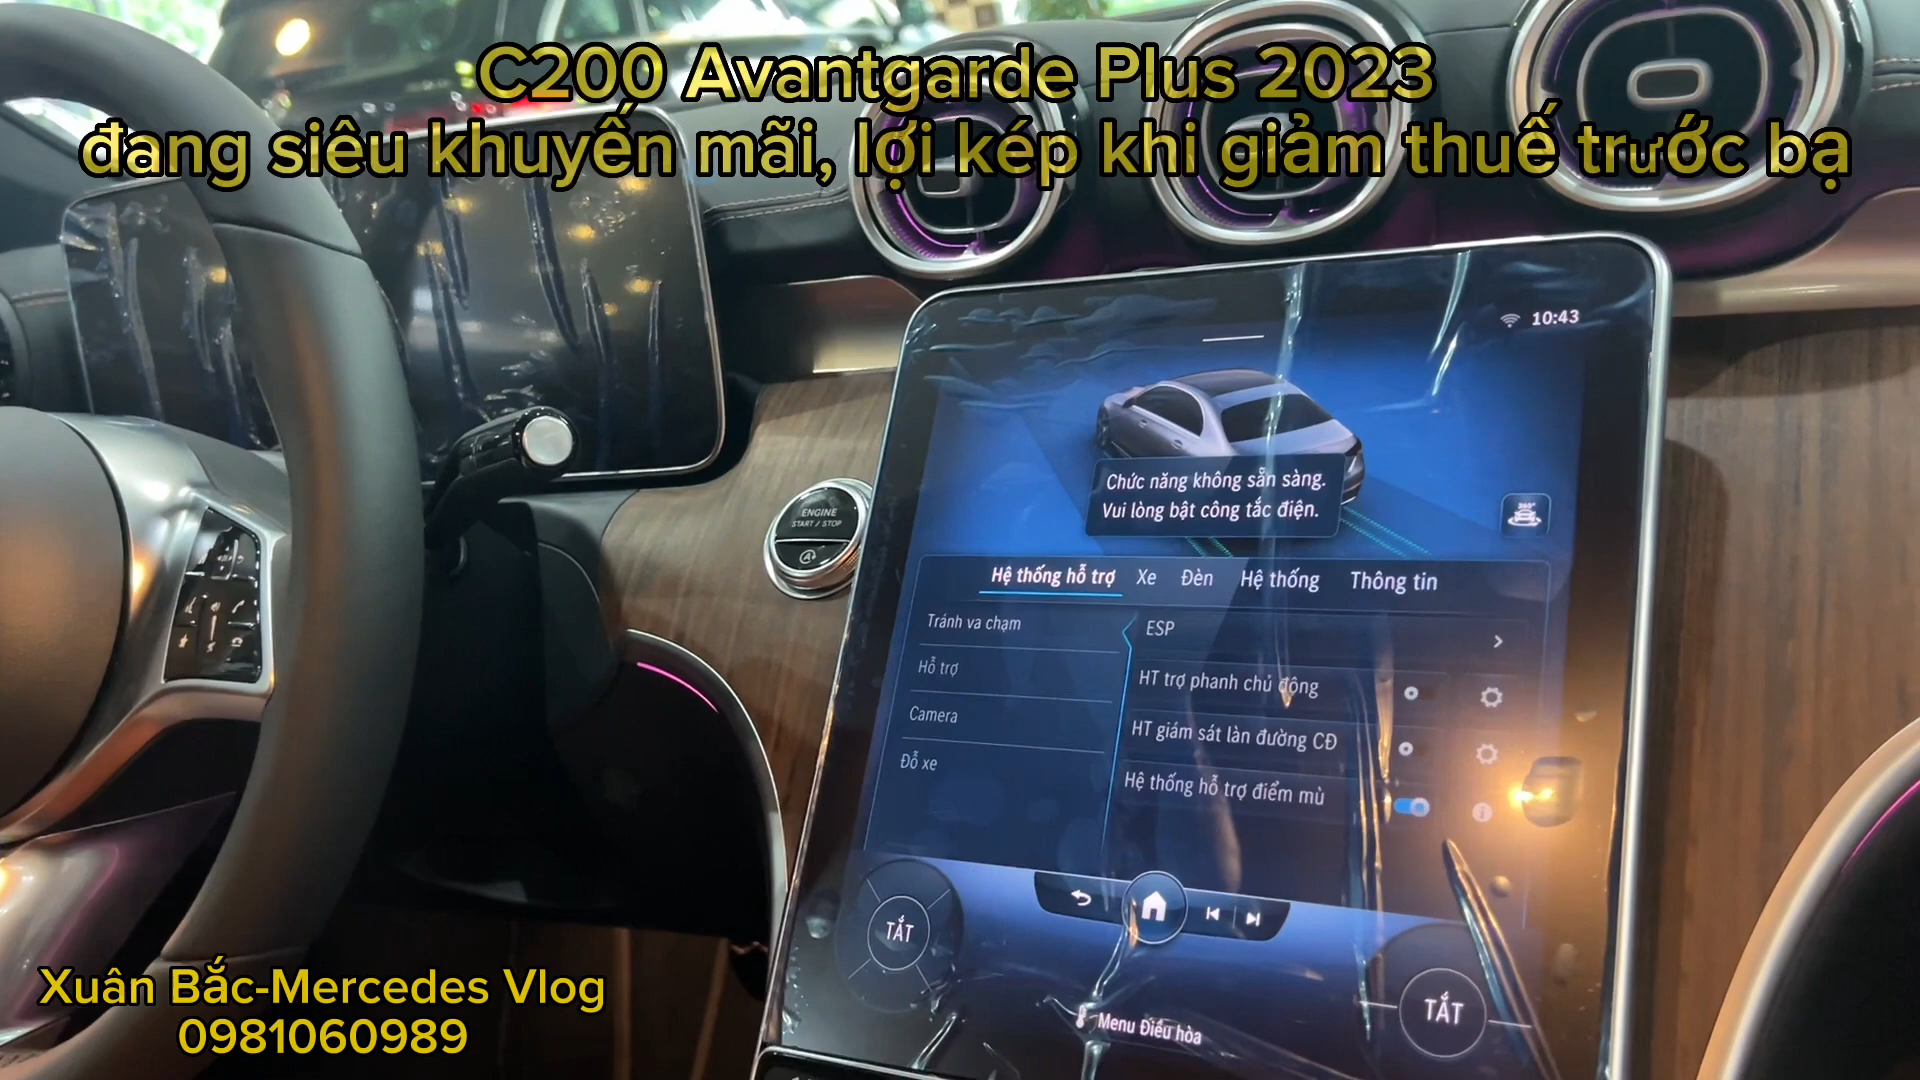 C200 Avantgarde Plus 2023
đang siêu khuyến mãi, lợi kép khi giảm thuế trước bạ
10:43
Chức năng không sẵn sàng.
Vui lòng bật công tắc điện.
360°
ENGINE
START / STOP
A
Hệ thống hỗ trợ Xe Đèn Hệ thống Thông tin
Tránh va chạm
Hỗ trợ
Camera
Đỗ xe
ESP
HT trợ phanh chủ động
HT giám sát làn đường CĐ
Hệ thống hỗ trợ điểm mù
TẮT
TẮT
Menu Điều hòa
Xuân Bắc-Mercedes Vlog
0981060989